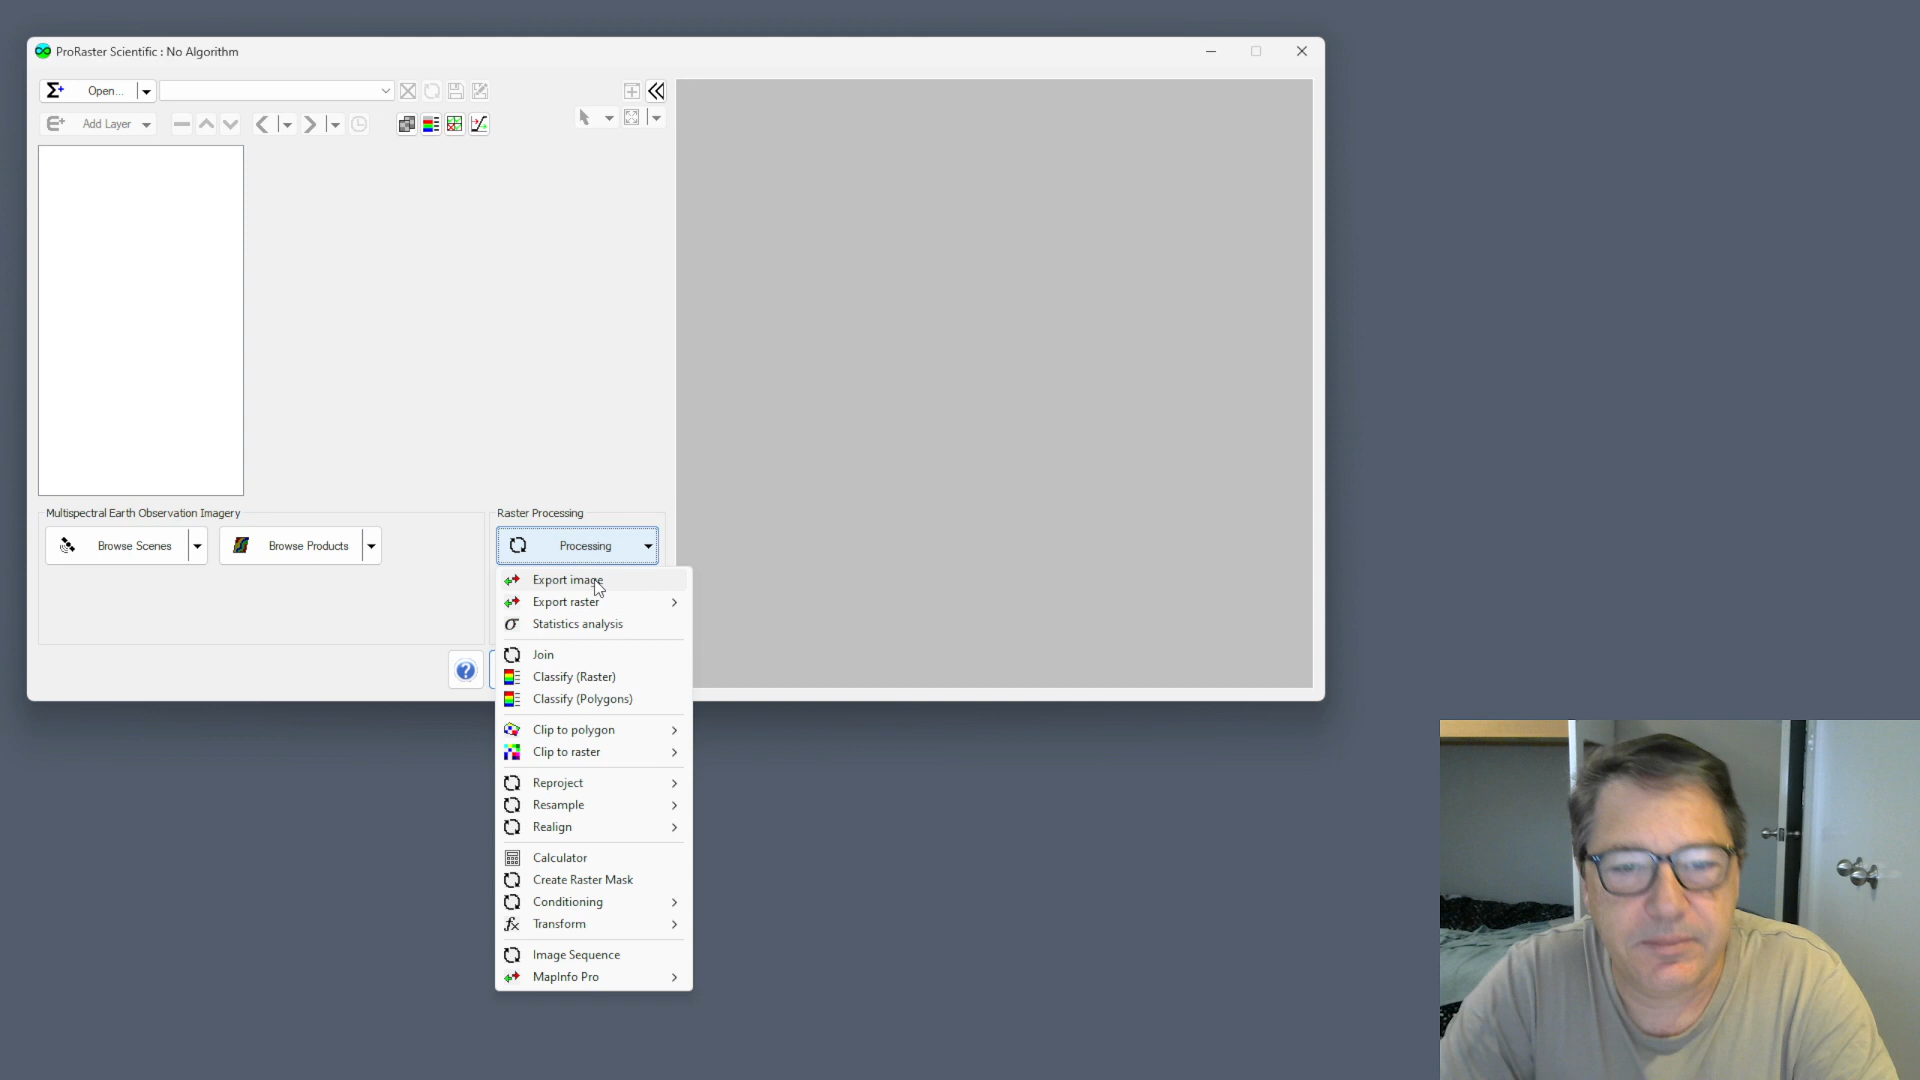 ProRaster Scientific : No Algorithm
Open...
Add Layer
Multispectral Earth Observation Imagery
Browse Scenes
Browse Products
Raster Processing
Processing
Export image
Export raster
Statistics analysis
Join
Classify (Raster)
Classify (Polygons)
Clip to polygon
Clip to raster
Reproject
Resample
Realign
Calculator
Create Raster Mask
Conditioning
Transform
Image Sequence
MapInfo Pro